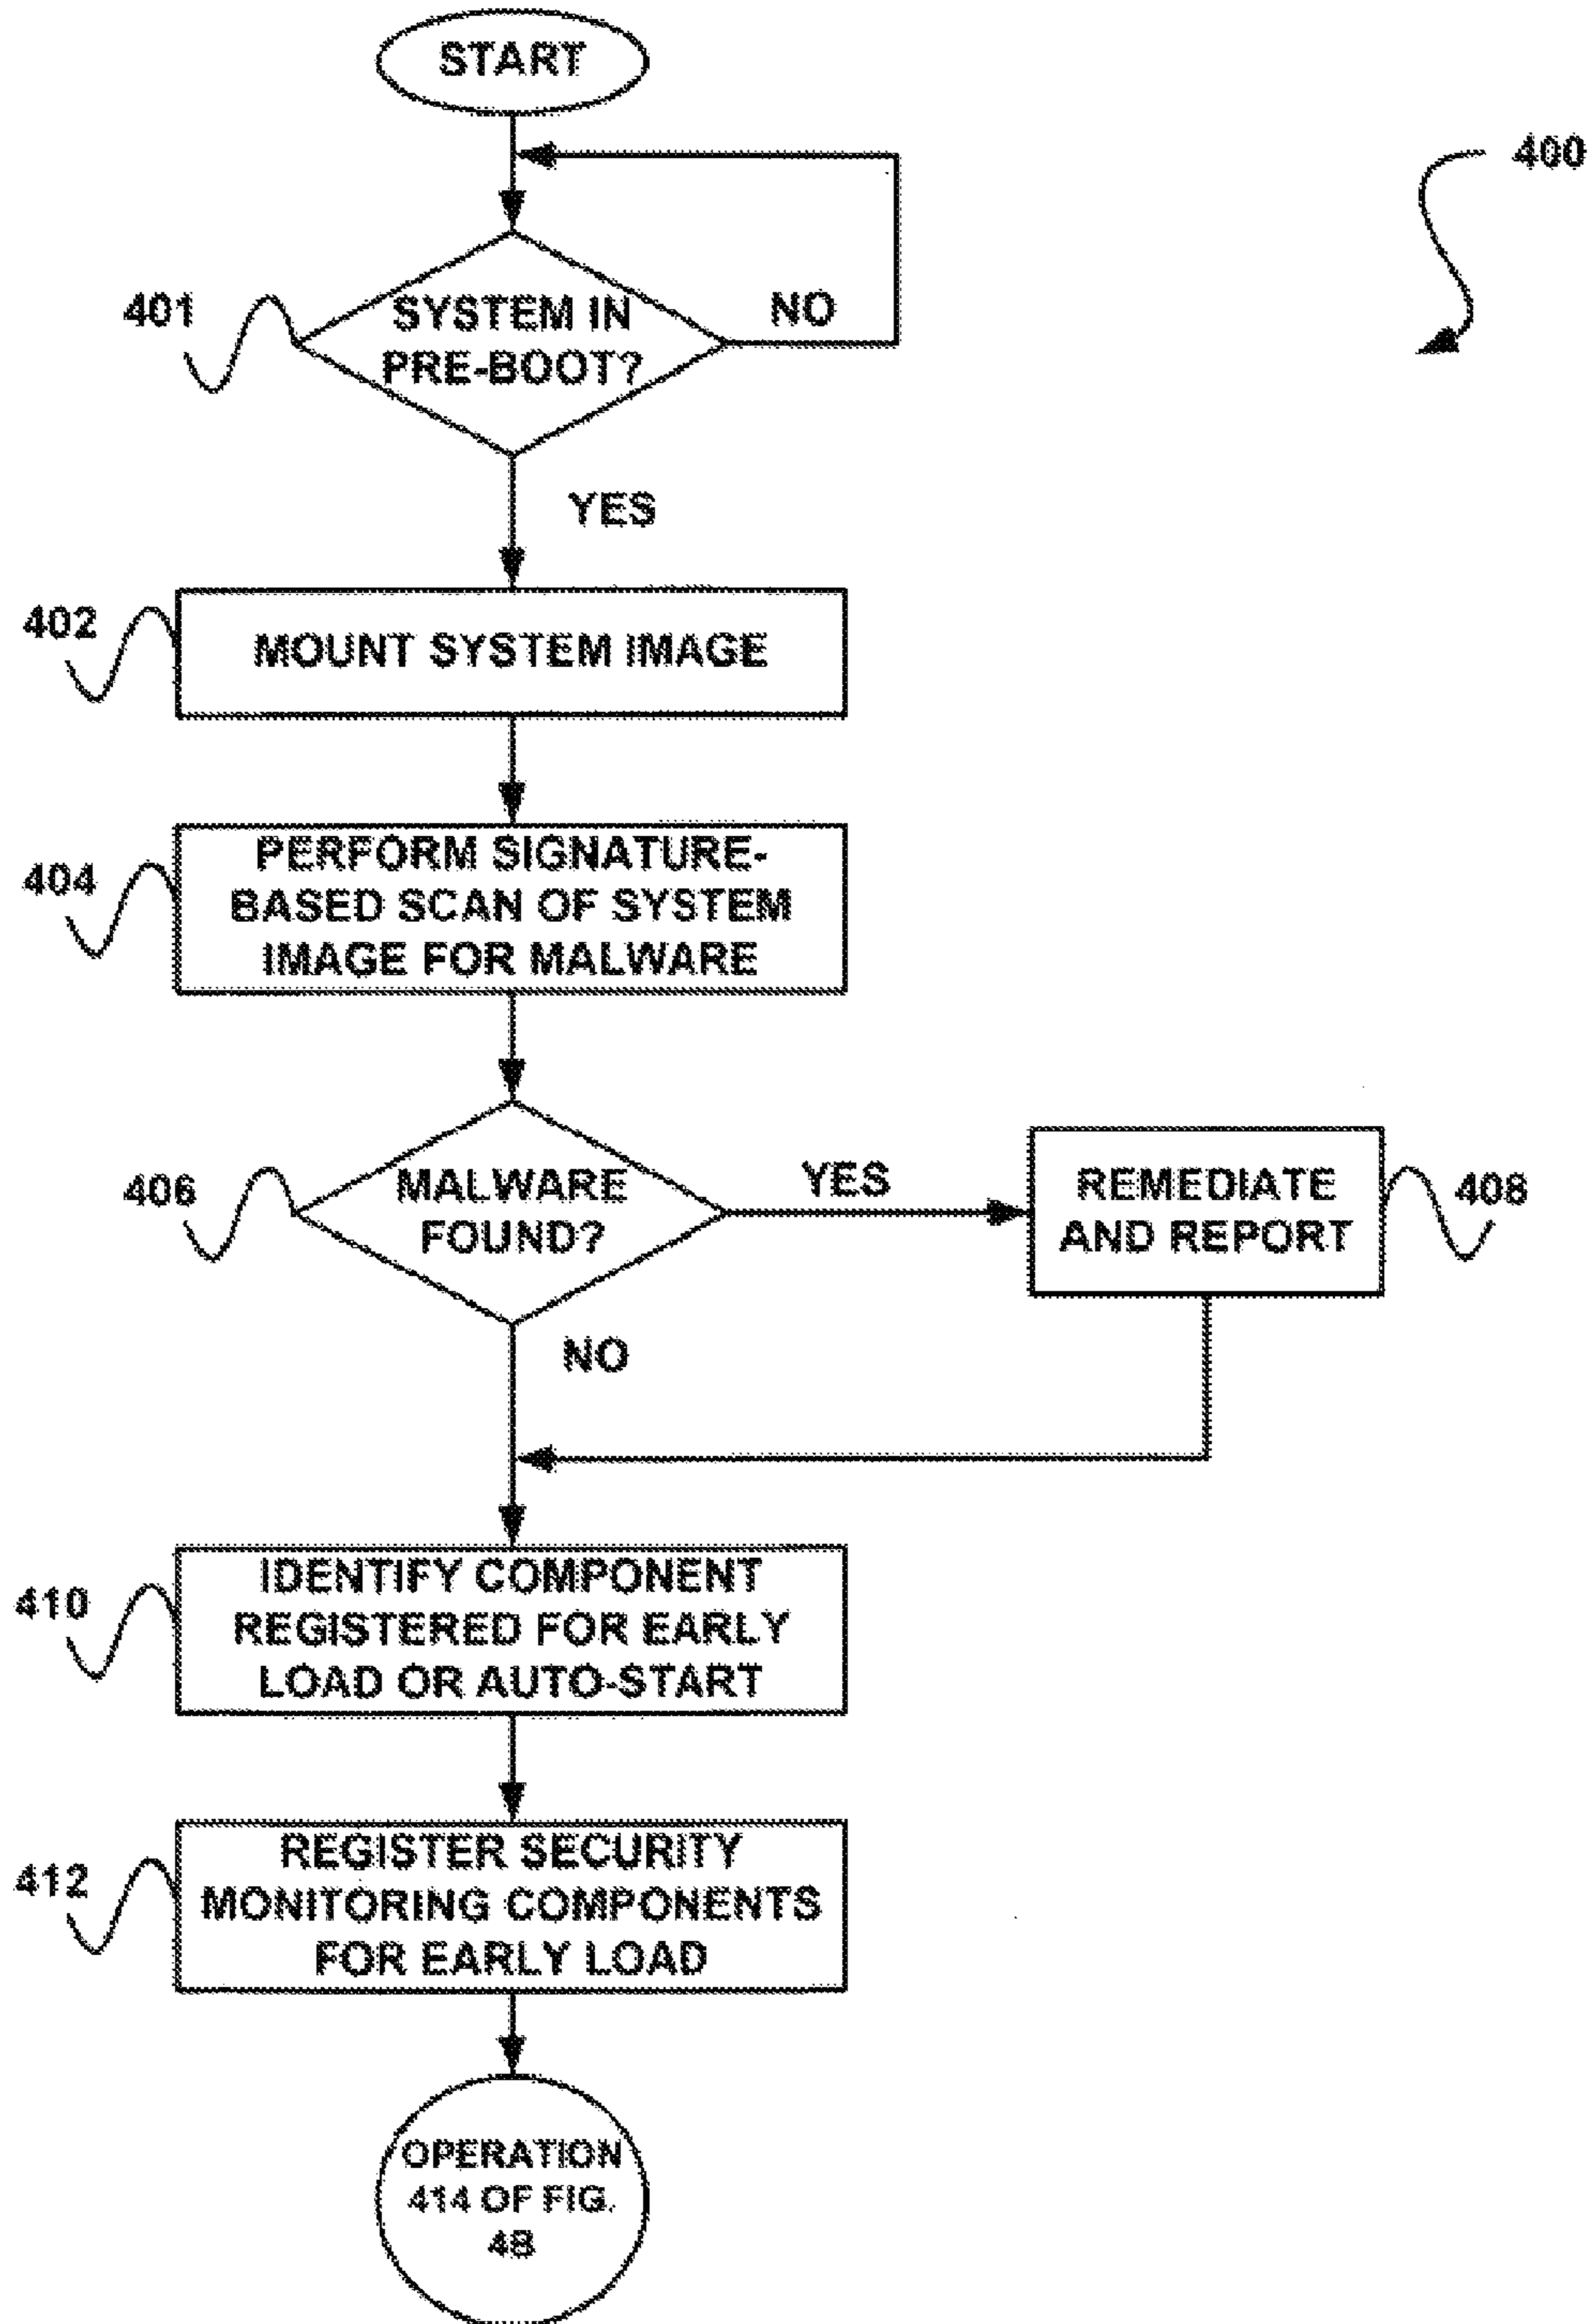 START
400
401
SYSTEM IN
PRE-BOOT?
NO
YES
402
MOUNT SYSTEM IMAGE
404
PERFORM SIGNATURE-
BASED SCAN OF SYSTEM
IMAGE FOR MALWARE
406
MALWARE
FOUND?
YES
REMEDIATE
AND REPORT
408
NO
410
IDENTIFY COMPONENT
REGISTERED FOR EARLY
LOAD OR AUTO-START
412
REGISTER SECURITY
MONITORING COMPONENTS
FOR EARLY LOAD
OPERATION
414 OF FIG.
4B